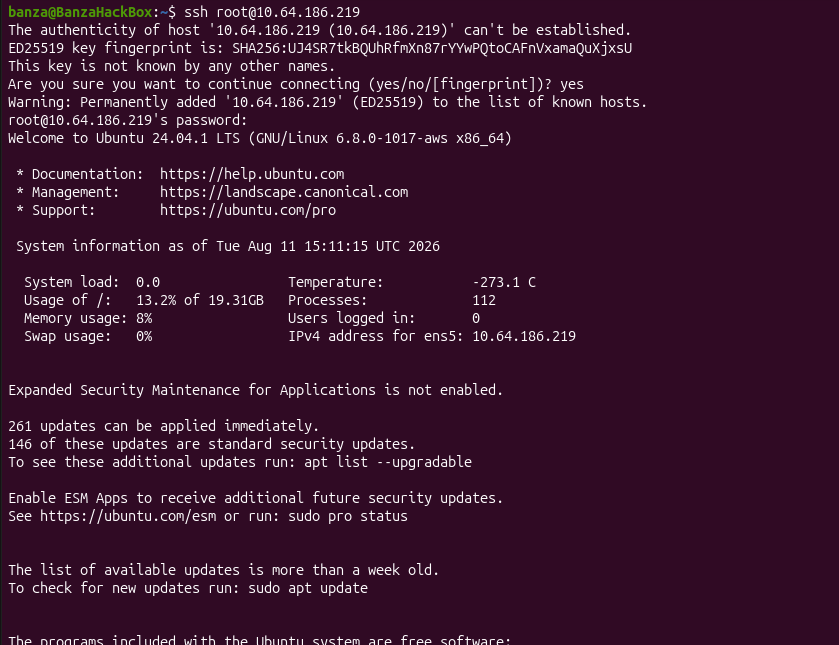 banza@BanzaHackBox:~$ ssh root@10.64.186.219
The authenticity of host '10.64.186.219 (10.64.186.219)' can't be established.
ED25519 key fingerprint is: SHA256:UJ4SR7tkBQUhRfmXn87rYYwPQtoCAFnVxamaQuXjxsU
This key is not known by any other names.
Are you sure you want to continue connecting (yes/no/[fingerprint])? yes
Warning: Permanently added '10.64.186.219' (ED25519) to the list of known hosts.
root@10.64.186.219's password:
Welcome to Ubuntu 24.04.1 LTS (GNU/Linux 6.8.0-1017-aws x86_64)

 * Documentation:  https://help.ubuntu.com
 * Management:     https://landscape.canonical.com
 * Support:        https://ubuntu.com/pro

 System information as of Tue Aug 11 15:11:15 UTC 2026

  System load:  0.0                Temperature:           -273.1 C
  Usage of /:   13.2% of 19.31GB   Processes:             112
  Memory usage: 8%                 Users logged in:       0
  Swap usage:   0%                 IPv4 address for ens5: 10.64.186.219

Expanded Security Maintenance for Applications is not enabled.

261 updates can be applied immediately.
146 of these updates are standard security updates.
To see these additional updates run: apt list --upgradable

Enable ESM Apps to receive additional future security updates.
See https://ubuntu.com/esm or run: sudo pro status

The list of available updates is more than a week old.
To check for new updates run: sudo apt update

The programs included with the Ubuntu system are free software;